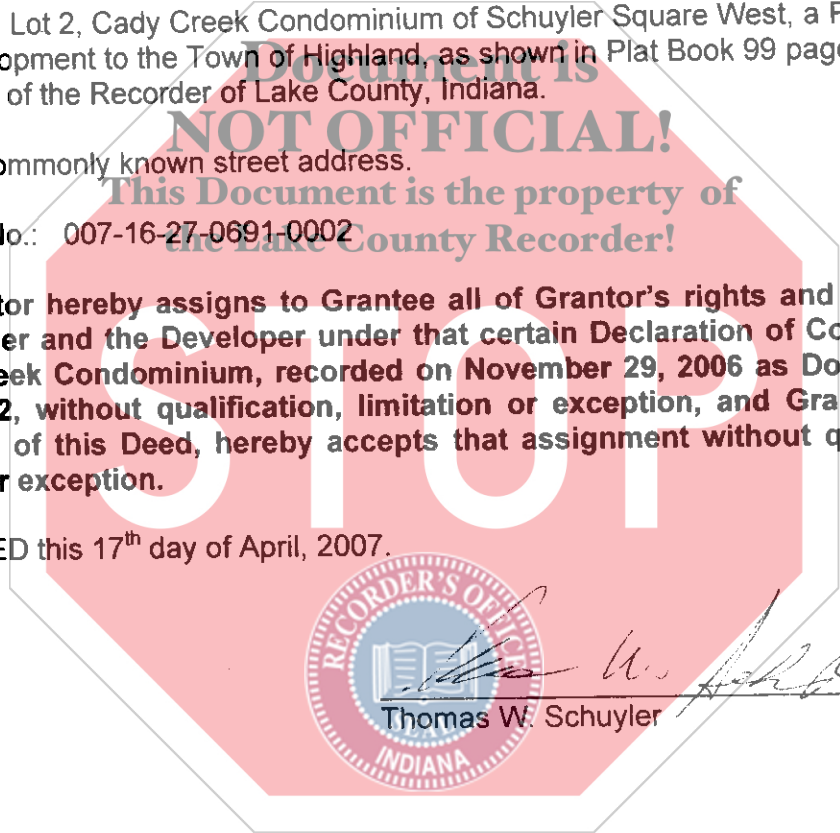 Lot 2, Cady Creek Condominium of Schuyler Square West, a
opment to the Town of Highland, as shown in Plat Book 99 pag
of the Recorder of Lake County, Indiana.
Document is
NOT OFFICIAL!
ommonly known street address.
This Document is the property of
lo.: 007-16-27-0691-0002
the Lake County Recorder!
tor hereby assigns to Grantee all of Grantor's rights and
er and the Developer under that certain Declaration of Co
eek Condominium, recorded on November 29, 2006 as Do
2, without qualification, limitation or exception, and Gra
of this Deed, hereby accepts that assignment without q
r exception.
STOP
ED this 17th day of April, 2007.
RECORDER'S OFFICE
SEAL
INDIANA
Thomas W. Schuyler